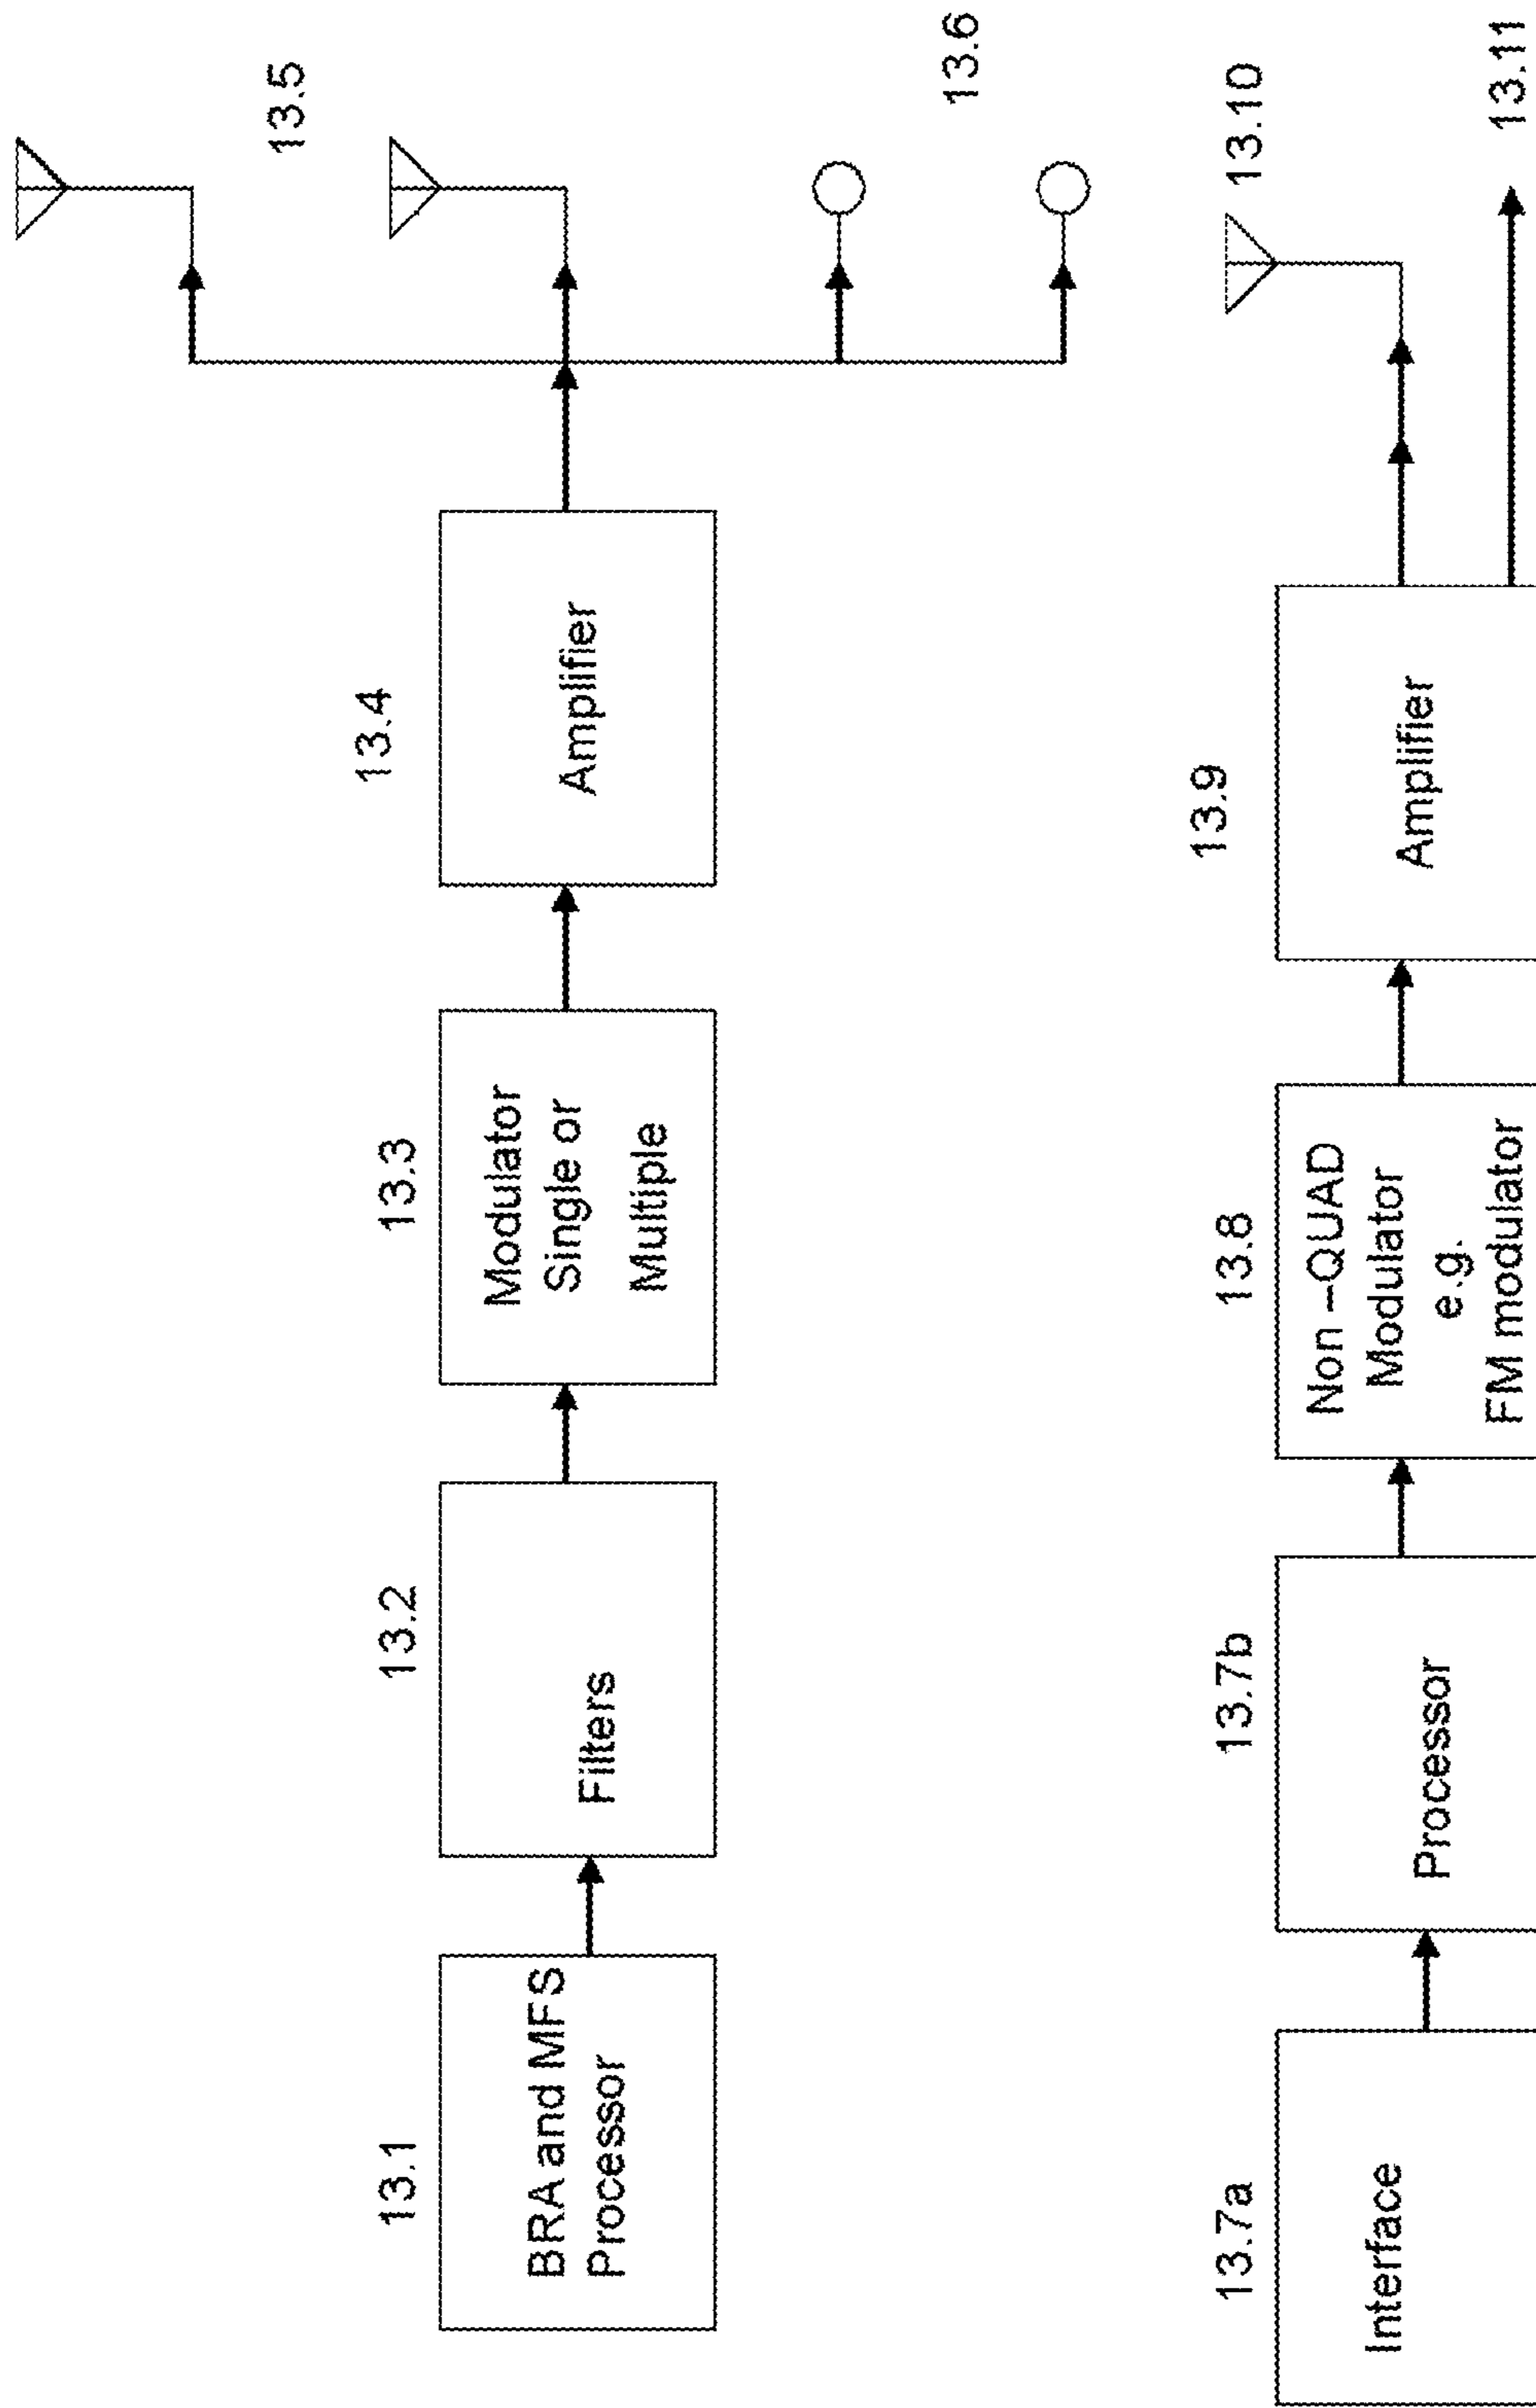 13.1
BRA and MFS
Processor
13.2
Filters
13.3
Modulator
Single or
Multiple
13.4
Amplifier
13.5
13.6
13.7a
Interface
13.7b
Processor
13.8
Non –QUAD
Modulator
e.g.
FM modulator
13.9
Amplifier
13.10
13.11